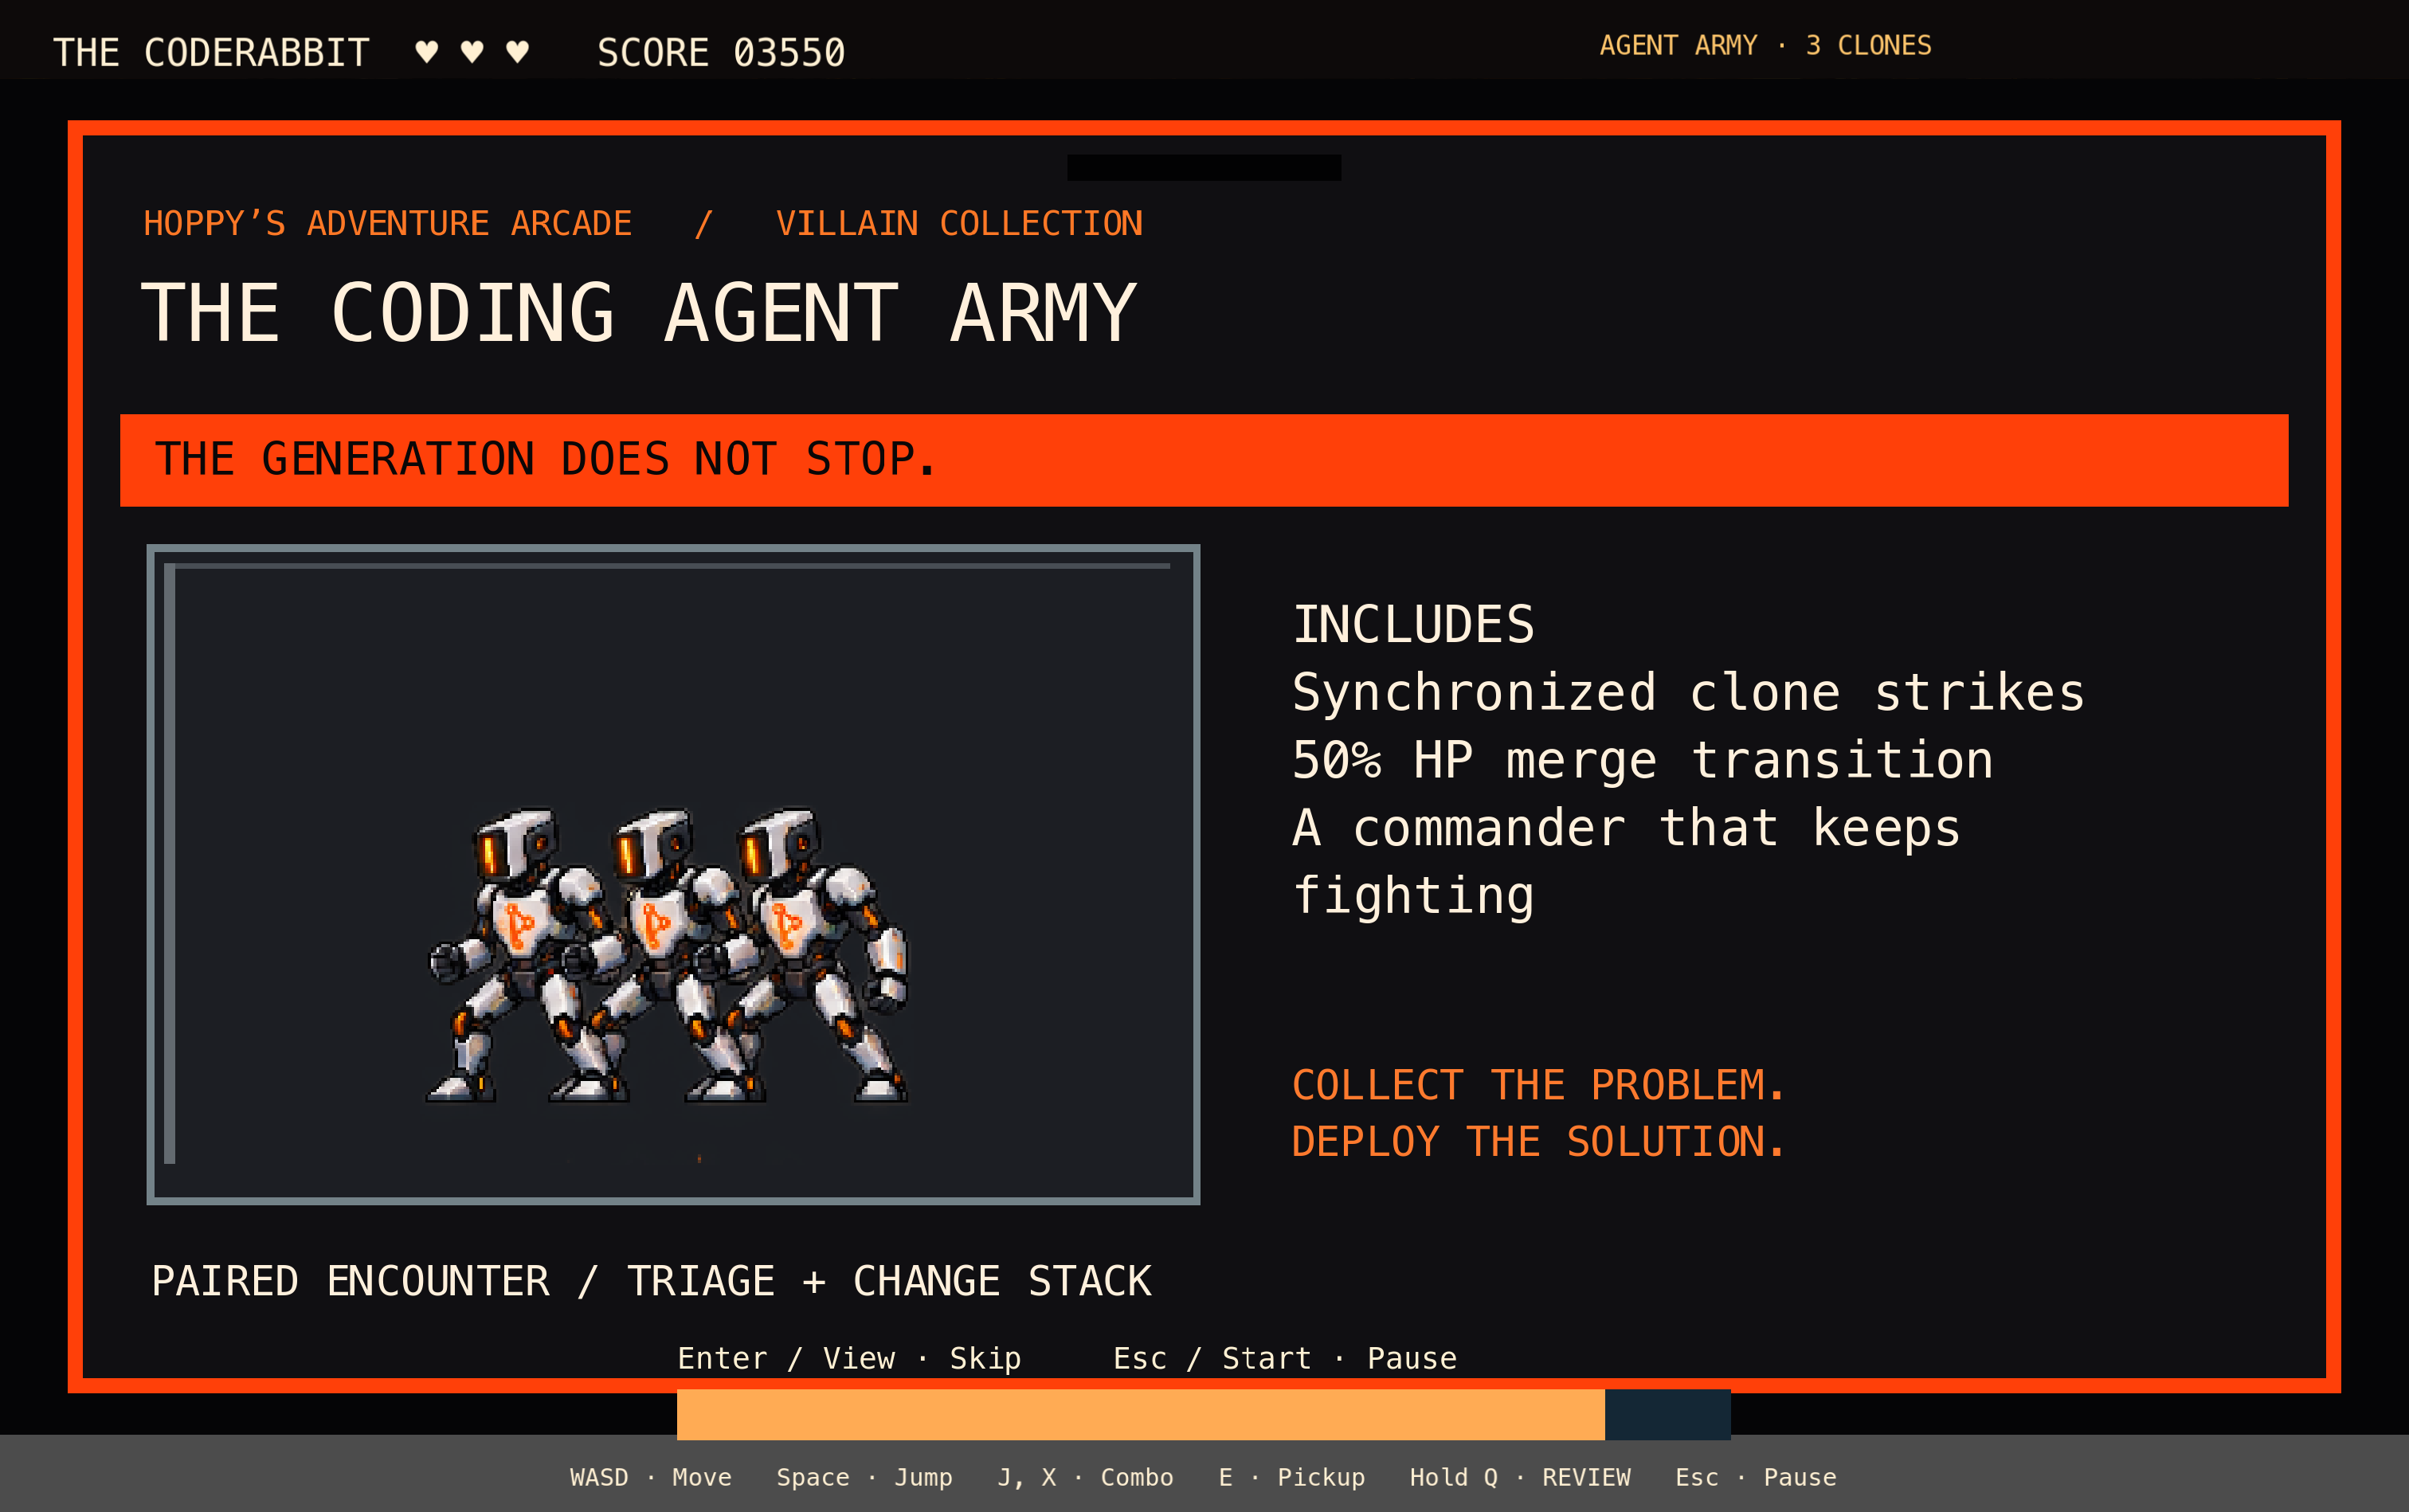 THE CODERABBIT ♥ ♥ ♥ SCORE 03550
AGENT ARMY · 3 CLONES
HOPPY’S ADVENTURE ARCADE / VILLAIN COLLECTION
THE CODING AGENT ARMY
THE GENERATION DOES NOT STOP.
INCLUDES
Synchronized clone strikes
50% HP merge transition
A commander that keeps
fighting
COLLECT THE PROBLEM.
DEPLOY THE SOLUTION.
PAIRED ENCOUNTER / TRIAGE + CHANGE STACK
Enter / View · Skip Esc / Start · Pause
WASD · Move Space · Jump J, X · Combo E · Pickup Hold Q · REVIEW Esc · Pause